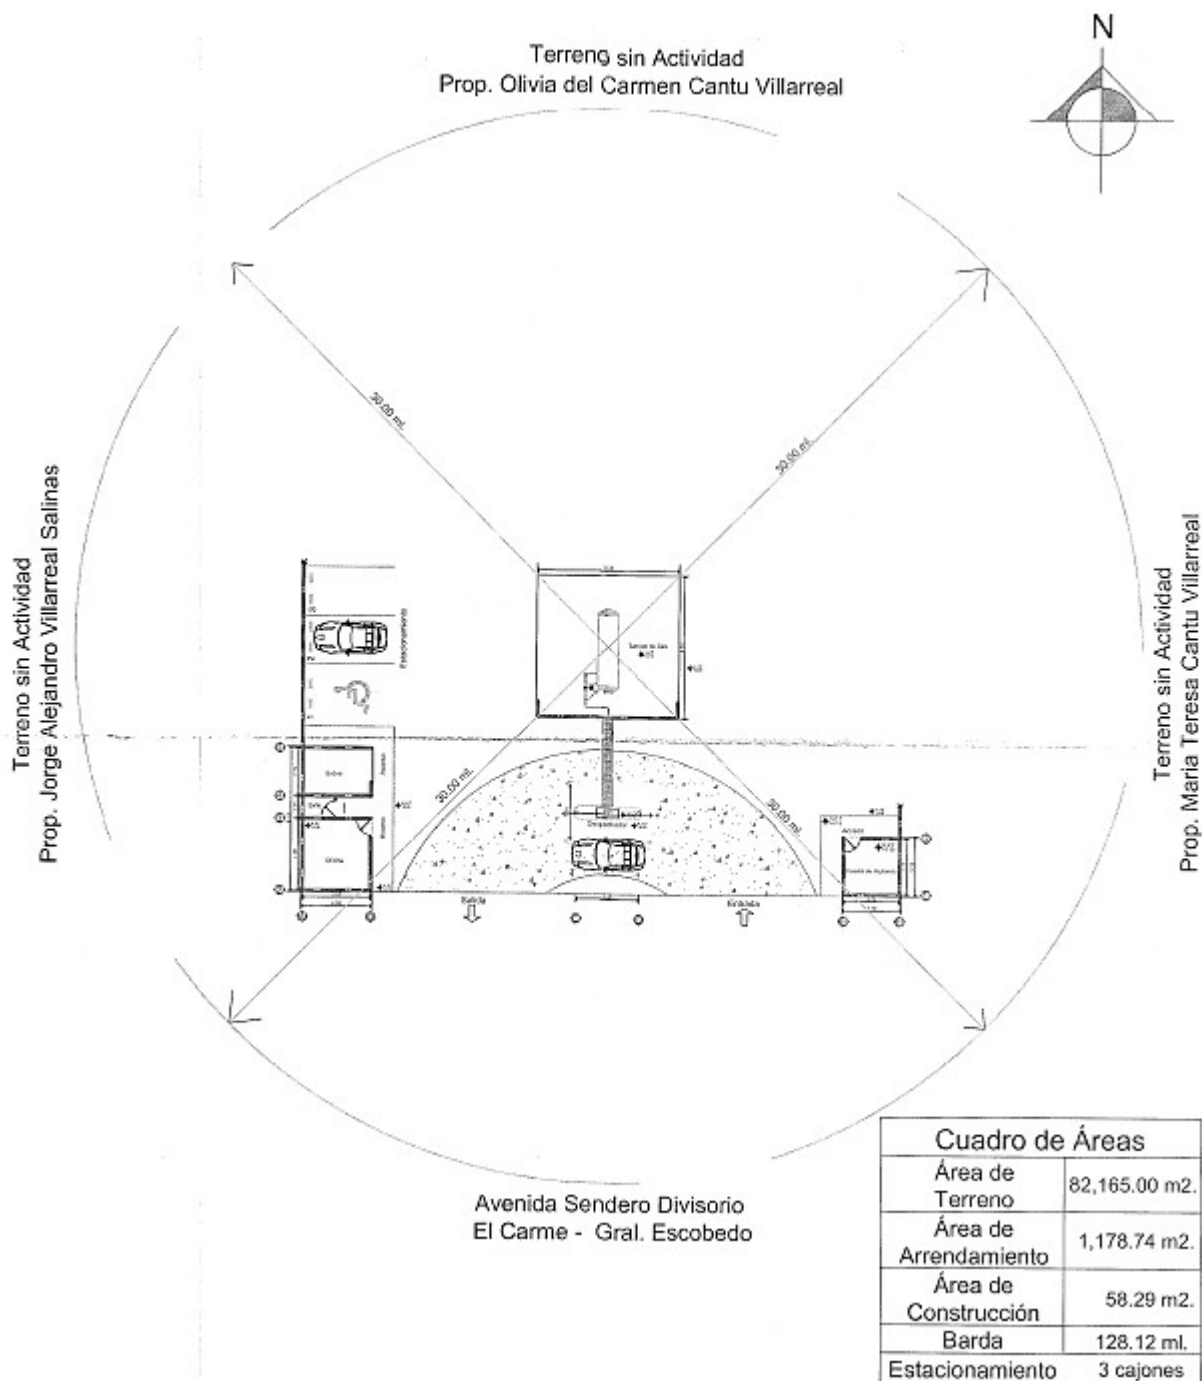 N
Terreno sin Actividad
Prop. Olivia del Carmen Cantu Villarreal
30.00 ml.
30.00 ml.
Terreno sin Actividad
Prop. Jorge Alejandro Villarreal Salinas
Terreno sin Actividad
Prop. Maria Teresa Cantu Villarreal
Estacionamiento
30.00 ml.
30.00 ml.
Acceso
Oficina
Salida
Entrada
Avenida Sendero Divisorio
El Carme - Gral. Escobedo
Cuadro de Áreas
Área de
Terreno
82,165.00 m2.
Área de
Arrendamiento
1,178.74 m2.
Área de
Construcción
58.29 m2.
Barda
128.12 ml.
Estacionamiento
3 cajones